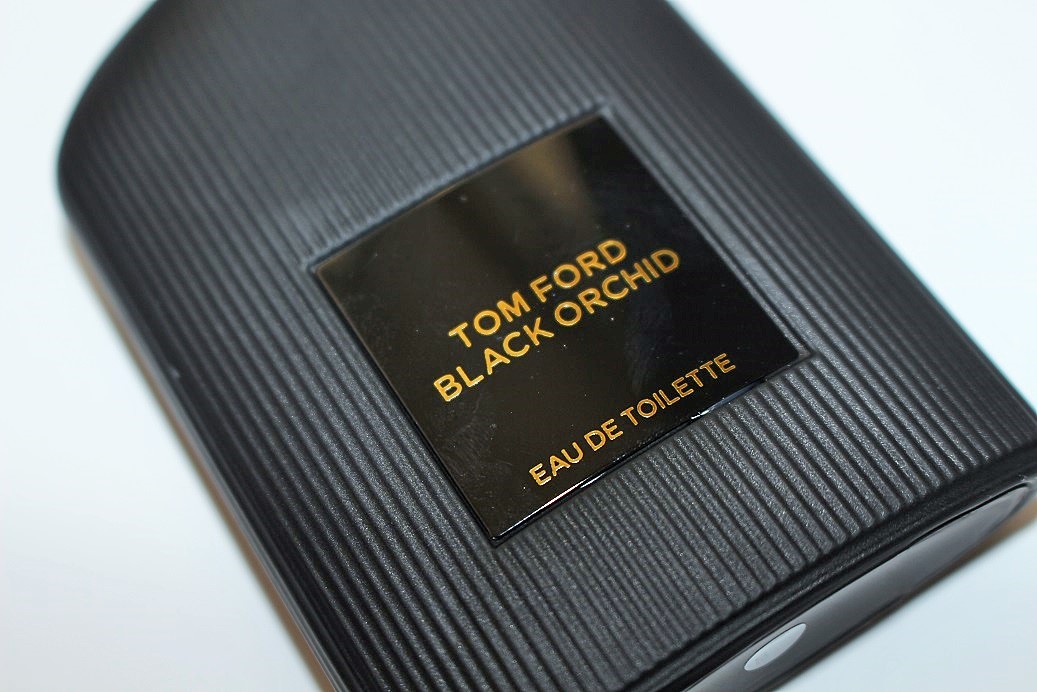 TOM FORD
BLACK ORCHID
EAU DE TOILETTE